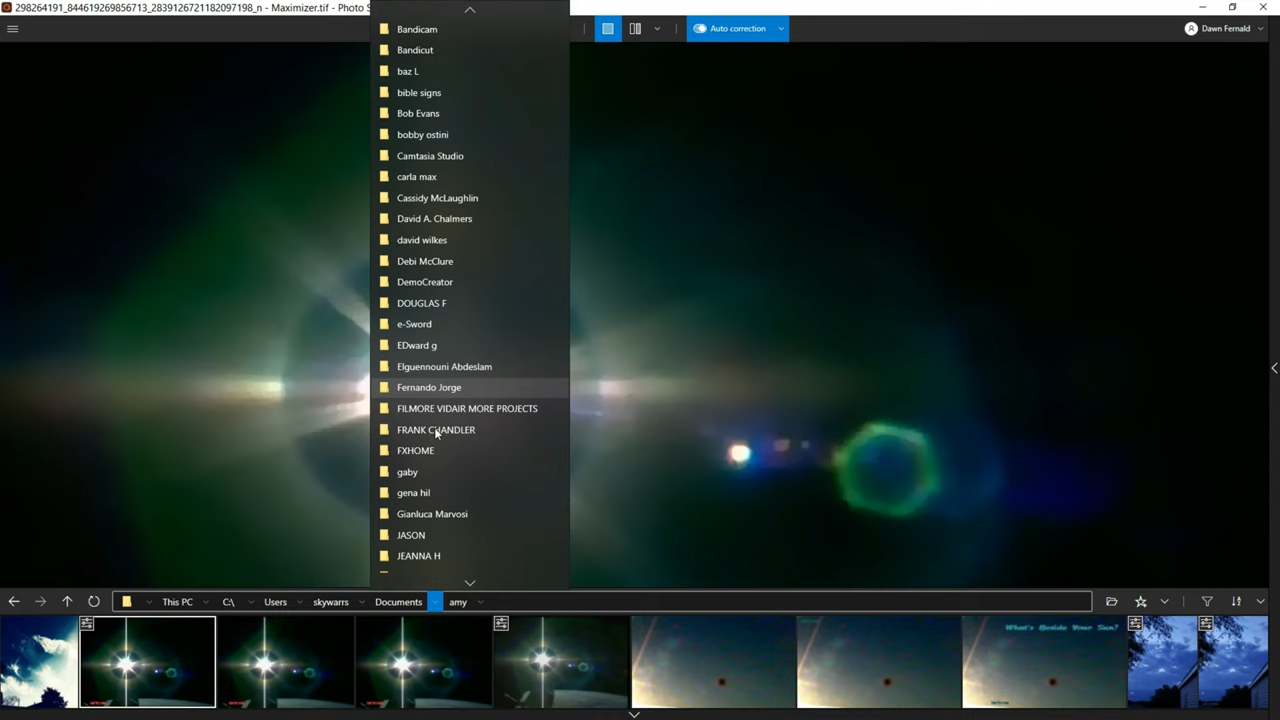 298264191_844619269856713_2839126721182097198_n - Maximizer.tif - Photo S
Auto correction
Dawn Fernald
Bandicam
Bandicut
baz L
bible signs
Bob Evans
bobby ostini
Camtasia Studio
carla max
Cassidy McLaughlin
David A. Chalmers
david wilkes
Debi McClure
DemoCreator
DOUGLAS F
e-Sword
EDward g
Elguennouni Abdeslam
Fernando Jorge
FILMORE VIDAIR MORE PROJECTS
FRANK CHANDLER
FXHOME
gaby
gena hil
Gianluca Marvosi
JASON
JEANNA H
This PC
C:\
Users
skywarrs
Documents
amy
What's Beside Your Sun?